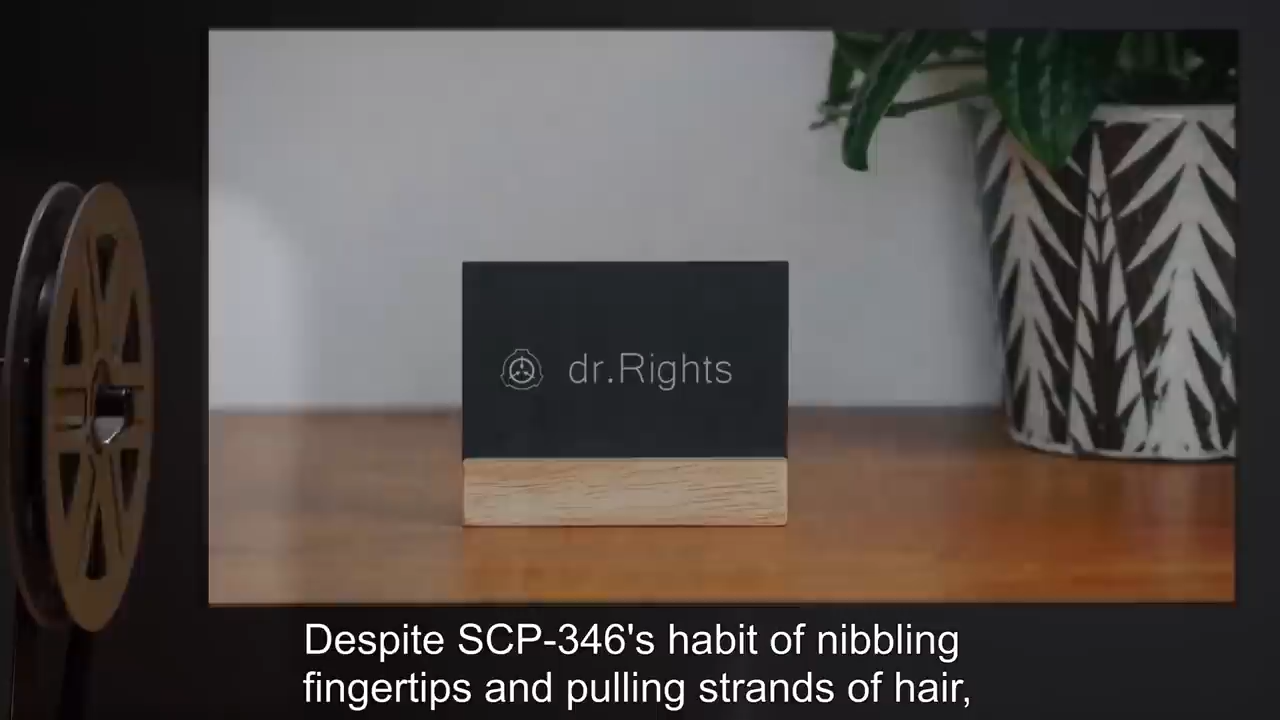 dr.Rights
Despite SCP-346's habit of nibbling
fingertips and pulling strands of hair,